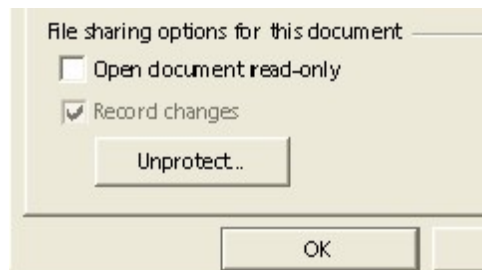 File sharing options for this document
Open document read-only
Record changes
Unprotect...
OK